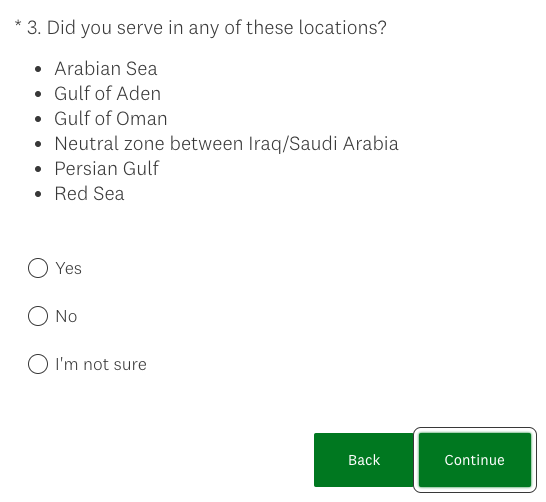 * 3. Did you serve in any of these locations?
• Arabian Sea
• Gulf of Aden
• Gulf of Oman
• Neutral zone between Iraq/Saudi Arabia
• Persian Gulf
• Red Sea
Yes
No
I'm not sure
Back
Continue